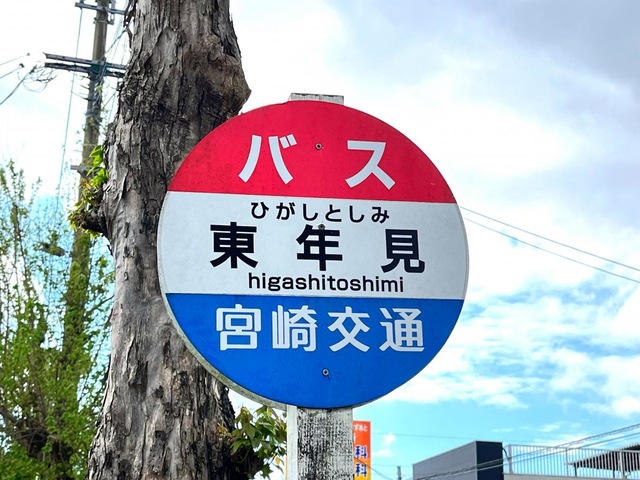 バス
ひがしとしみ
東年見
higashitoshimi
宮崎交通